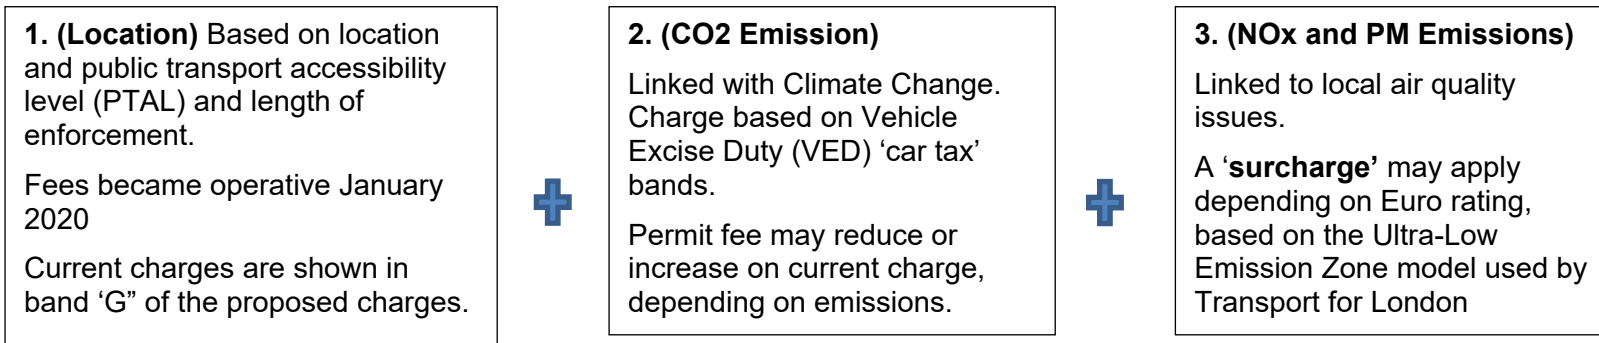 1. (Location) Based on location
and public transport accessibility
level (PTAL) and length of
enforcement.
Fees became operative January
2020
Current charges are shown in
band ‘G” of the proposed charges.
2. (CO2 Emission)
Linked with Climate Change.
Charge based on Vehicle
Excise Duty (VED) ‘car tax’
bands.
Permit fee may reduce or
increase on current charge,
depending on emissions.
3. (NOx and PM Emissions)
Linked to local air quality
issues.
A ‘surcharge’ may apply
depending on Euro rating,
based on the Ultra-Low
Emission Zone model used by
Transport for London